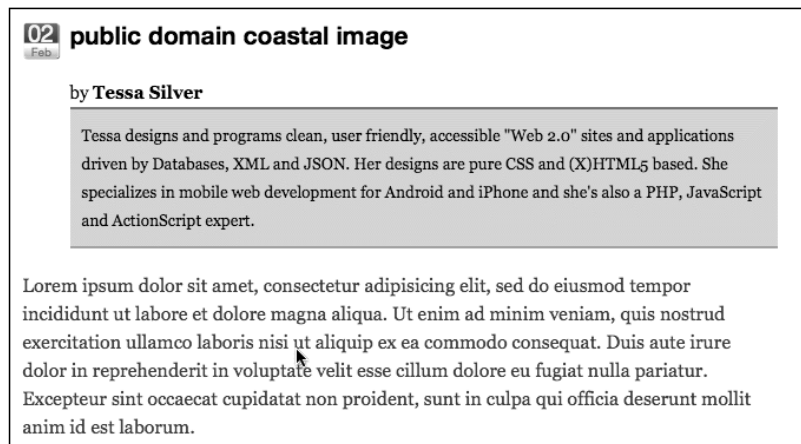 02
Feb
public domain coastal image
by Tessa Silver
Tessa designs and programs clean, user friendly, accessible "Web 2.0" sites and applications
driven by Databases, XML and JSON. Her designs are pure CSS and (X)HTML5 based. She
specializes in mobile web development for Android and iPhone and she's also a PHP, JavaScript
and ActionScript expert.
Lorem ipsum dolor sit amet, consectetur adipisicing elit, sed do eiusmod tempor
incididunt ut labore et dolore magna aliqua. Ut enim ad minim veniam, quis nostrud
exercitation ullamco laboris nisi ut aliquip ex ea commodo consequat. Duis aute irure
dolor in reprehenderit in voluptate velit esse cillum dolore eu fugiat nulla pariatur.
Excepteur sint occaecat cupidatat non proident, sunt in culpa qui officia deserunt mollit
anim id est laborum.